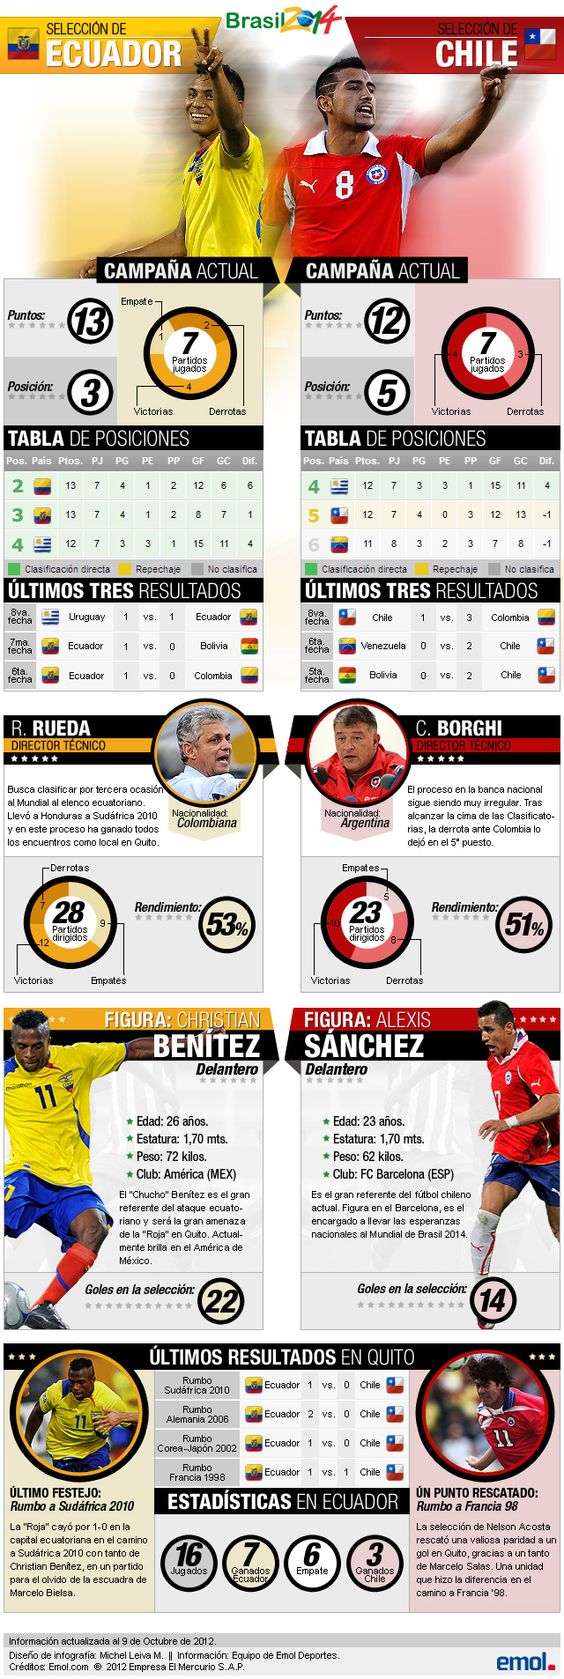 Brasil 2014
SELECCIÓN DE
ECUADOR
SELECCIÓN DE
CHILE
8
CAMPAÑA ACTUAL
Puntos:
13
Posición:
3
Empate
1
2
7
Partidos
jugados
4
Victorias
Derrotas
CAMPAÑA ACTUAL
Puntos:
12
Posición:
5
4
7
Partidos
jugados
3
Victorias
Derrotas
TABLA DE POSICIONES
Pos. País Ptos. PJ PG PE PP GF GC Dif.
2 13 7 4 1 2 12 6 6
3 13 7 4 1 2 8 7 1
4 12 7 3 3 1 15 11 4
Clasificación directa Repechaje No clasifica
TABLA DE POSICIONES
Pos. País Ptos. PJ PG PE PP GF GC Dif.
4 12 7 3 3 1 15 11 4
5 12 7 4 0 3 12 13 -1
6 11 8 3 2 3 7 8 -1
Clasificación directa Repechaje No clasifica
ÚLTIMOS TRES RESULTADOS
8va. fecha Uruguay 1 vs. 1 Ecuador
7ma. fecha Ecuador 1 vs. 0 Bolivia
6ta. fecha Ecuador 1 vs. 0 Colombia
ÚLTIMOS TRES RESULTADOS
8va. fecha Chile 1 vs. 3 Colombia
6ta. fecha Venezuela 0 vs. 2 Chile
5ta. fecha Bolivia 0 vs. 2 Chile
R. RUEDA
DIRECTOR TÉCNICO
Busca clasificar por tercera ocasión
al Mundial al elenco ecuatoriano.
Llevó a Honduras a Sudáfrica 2010
y en este proceso ha ganado todos
los encuentros como local en Quito.
Nacionalidad:
Colombiana
Derrotas
7
28
Partidos
dirigidos
9
12
Victorias
Empates
Rendimiento:
53%
C. BORGHI
DIRECTOR TÉCNICO
Nacionalidad:
Argentina
El proceso en la banca nacional
sigue siendo muy irregular. Tras
alcanzar la cima de las Clasificato-
rias, la derrota ante Colombia lo
dejó en el 5° puesto.
Empates
5
10
23
Partidos
dirigidos
8
Victorias
Derrotas
Rendimiento:
51%
FIGURA: CHRISTIAN
BENÍTEZ
Delantero
marathon
11
Edad: 26 años.
Estatura: 1,70 mts.
Peso: 72 kilos.
Club: América (MEX)
El "Chucho" Benítez es el gran
referente del ataque ecuato-
riano y será la gran amenaza
de la "Roja" en Quito. Actual-
mente brilla en el América de
México.
Goles en la selección:
22
FIGURA: ALEXIS
SÁNCHEZ
Delantero
7
Edad: 23 años.
Estatura: 1,70 mts.
Peso: 62 kilos.
Club: FC Barcelona (ESP)
Es el gran referente del fútbol chileno
actual. Figura en el Barcelona, es el
encargado a llevar las esperanzas
nacionales al Mundial de Brasil 2014.
Goles en la selección:
14
ÚLTIMOS RESULTADOS EN QUITO
11
Rumbo
Sudáfrica 2010 Ecuador 1 vs. 0 Chile
Rumbo
Alemania 2006 Ecuador 2 vs. 0 Chile
Rumbo
Corea-Japón 2002 Ecuador 1 vs. 0 Chile
Rumbo
Francia 1998 Ecuador 1 vs. 1 Chile
11
ÚLTIMO FESTEJO:
Rumbo a Sudáfrica 2010
La "Roja" cayó por 1-0 en la
capital ecuatoriana en el camino
a Sudáfrica 2010 con tanto de
Christian Benítez, en un partido
para el olvido de la escuadra de
Marcelo Bielsa.
ESTADÍSTICAS EN ECUADOR
16
Jugados
7
Ganados
Ecuador
6
Empate
3
Ganados
Chile
ÚN PUNTO RESCATADO:
Rumbo a Francia 98
La selección de Nelson Acosta
rescató una valiosa paridad a un
gol en Quito, gracias a un tanto
de Marcelo Salas. Una unidad
que hizo la diferencia en el
camino a Francia '98.
Información actualizada al 9 de Octubre de 2012.
Diseño de infografía: Michel Leiva M. || Información: Equipo de Emol Deportes.
Créditos: Emol.com ® 2012 Empresa El Mercurio S.A.P.
emol.